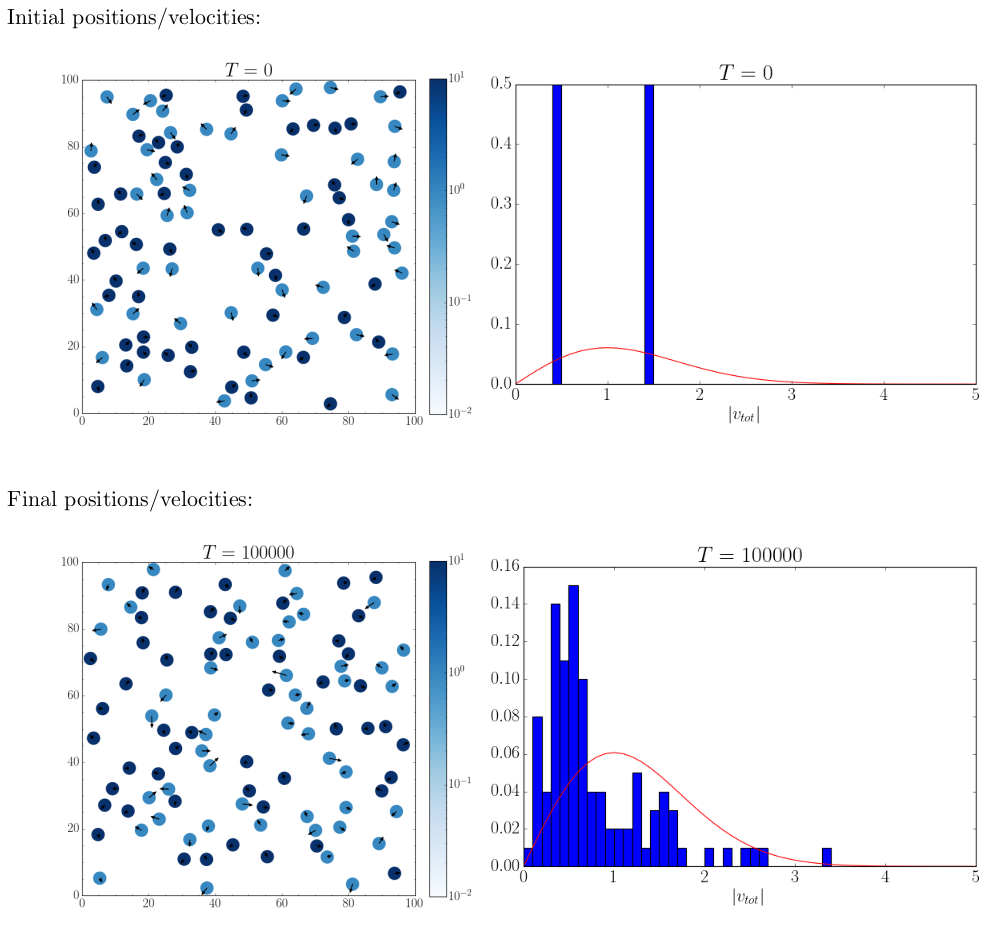 Initial positions/velocities:
T = 0
100
80
60
40
20
0
0 20 40 60 80 100
10^1
10^0
10^-1
10^-2
T = 0
0.5
0.4
0.3
0.2
0.1
0.0
0 1 2 3 4 5
|v_tot|
Final positions/velocities:
T = 100000
100
80
60
40
20
0
0 20 40 60 80 100
10^1
10^0
10^-1
10^-2
T = 100000
0.16
0.14
0.12
0.10
0.08
0.06
0.04
0.02
0.00
0 1 2 3 4 5
|v_tot|